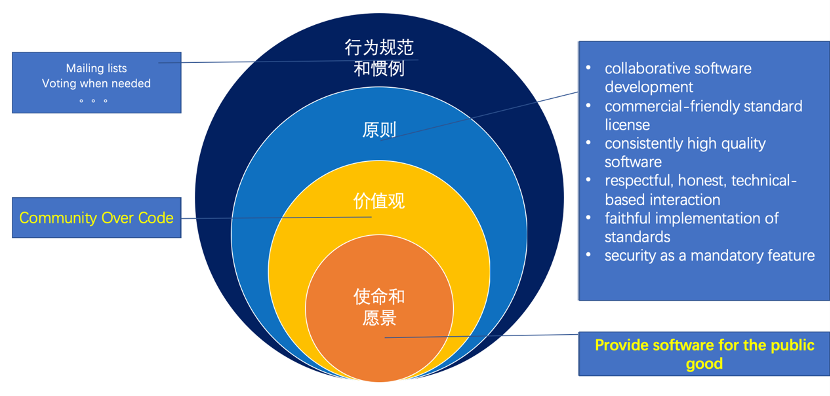 行为规范
和惯例
Mailing lists
Voting when needed
。。。
原则
• collaborative software
development
• commercial-friendly standard
license
• consistently high quality
software
• respectful, honest, technical-
based interaction
• faithful implementation of
standards
• security as a mandatory feature
价值观
Community Over Code
使命和
愿景
Provide software for the public
good